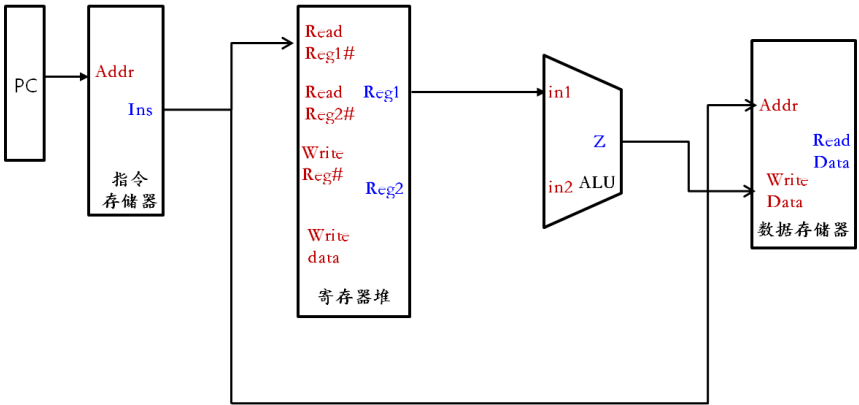 PC
Addr
Ins
指令
存储器
Read
Reg1#
Read
Reg2#
Write
Reg#
Write
data
Reg1
Reg2
寄存器堆
in1
in2
Z
ALU
Addr
Read
Data
Write
Data
数据存储器